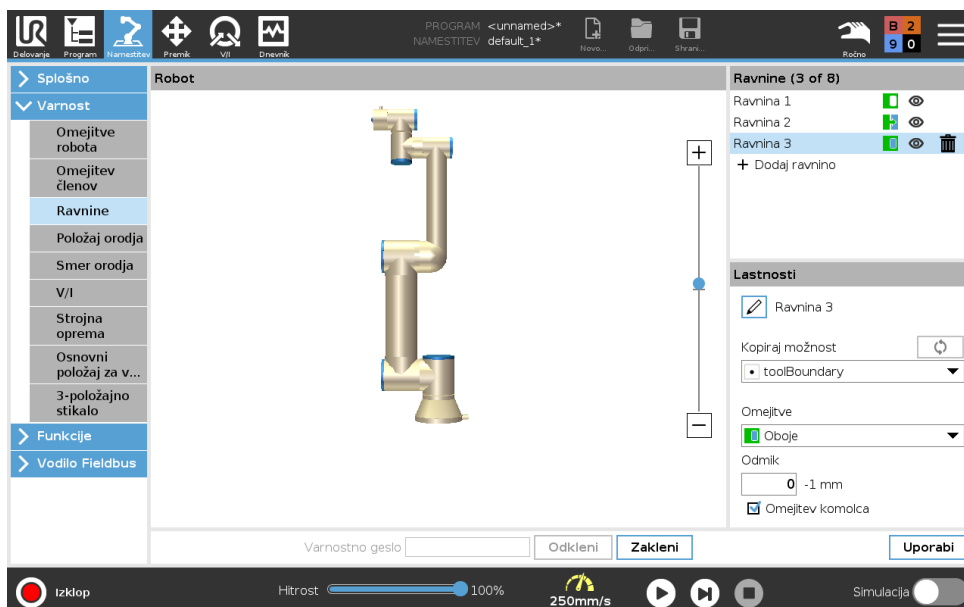 PROGRAM <unnamed>*
NAMESTITEV default_1*
Delovanje
Program
Namestitev
Premik
V/I
Dnevnik
Novo...
Odpri...
Shrani...
Ročno
B 2
9 0
Splošno
Varnost
Omejitve
robota
Omejitev
členov
Ravnine
Položaj orodja
Smer orodja
V/I
Strojna
oprema
Osnovni
položaj za v...
3-položajno
stikalo
Funkcije
Vodilo Fieldbus
Robot
Ravnine (3 of 8)
Ravnina 1
Ravnina 2
Ravnina 3
Dodaj ravnino
Lastnosti
Ravnina 3
Kopiraj možnost
toolBoundary
Omejitve
Oboje
Odmik
0 -1 mm
Omejitev komolca
Varnostno geslo
Odkleni
Zakleni
Uporabi
Izklop
Hitrost
100%
250mm/s
Simulacija